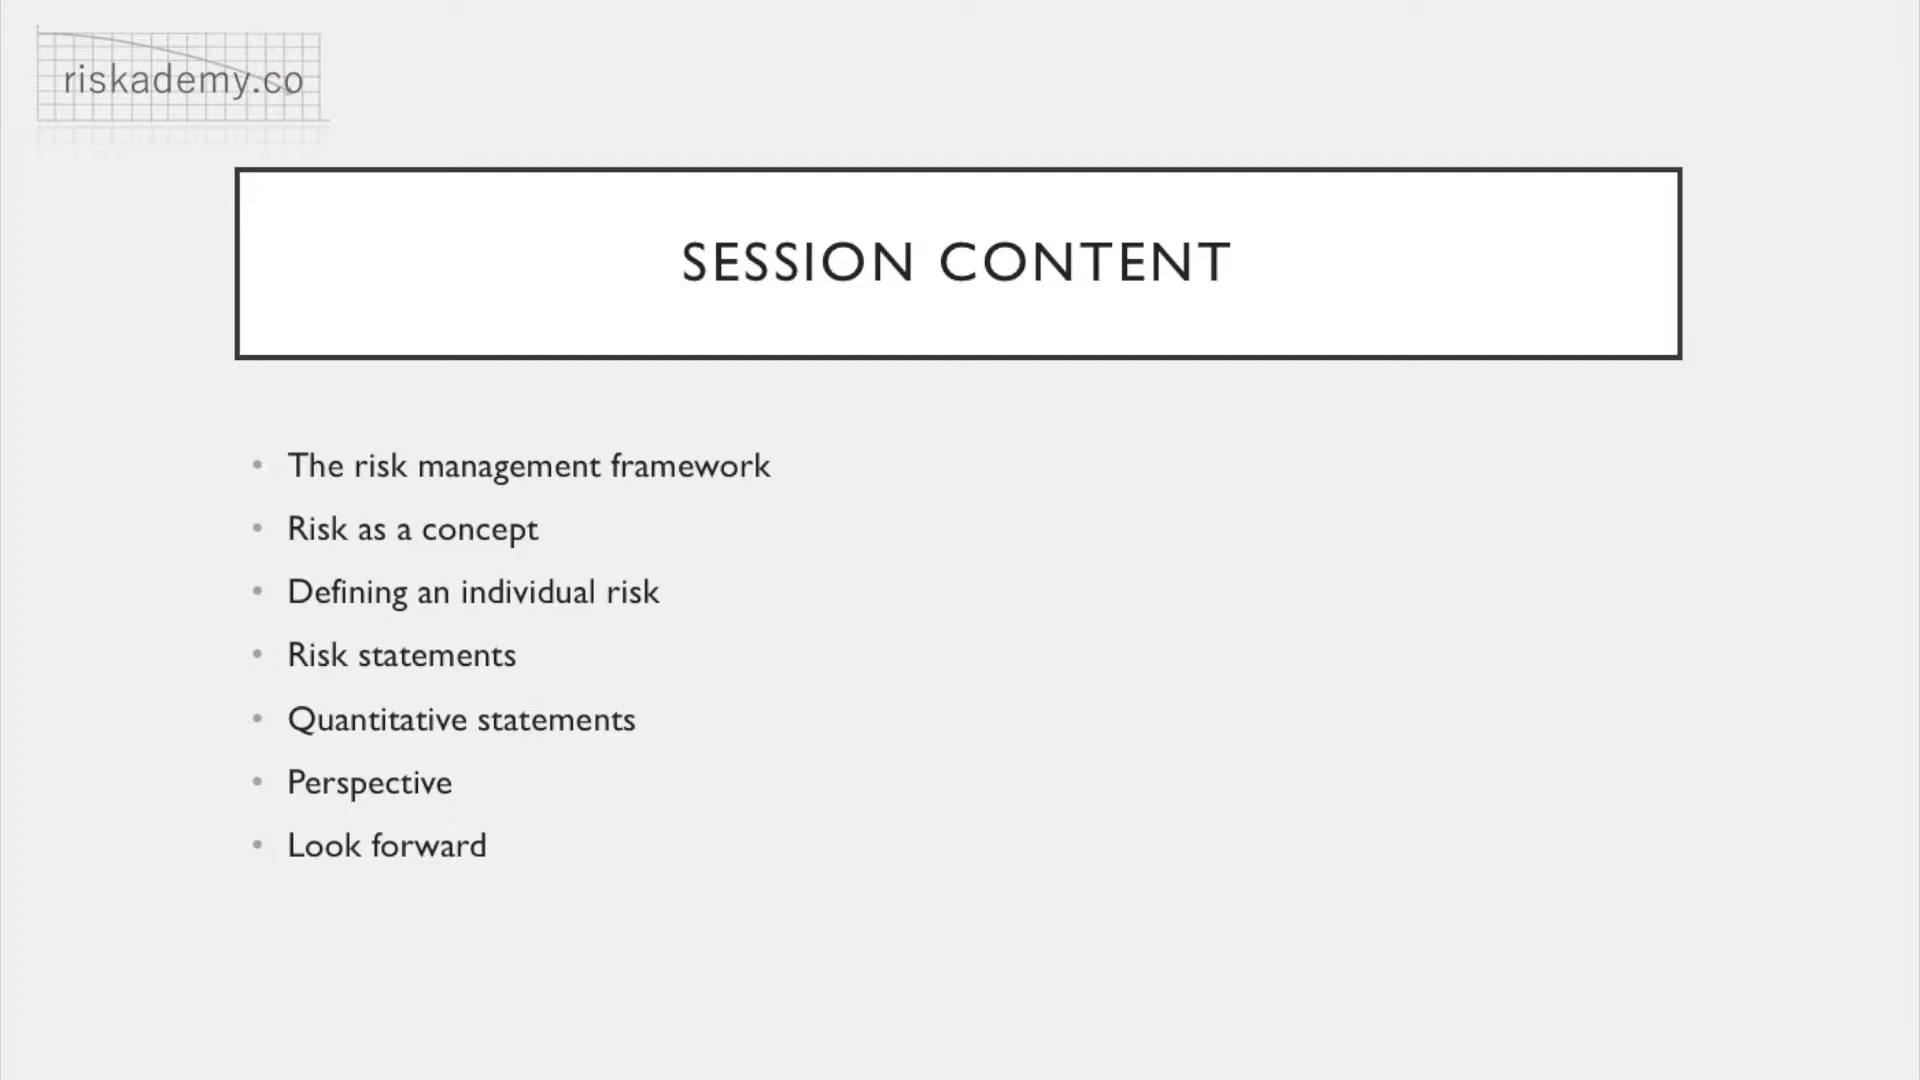 riskademy.co
SESSION CONTENT
• The risk management framework
• Risk as a concept
• Defining an individual risk
• Risk statements
• Quantitative statements
• Perspective
• Look forward